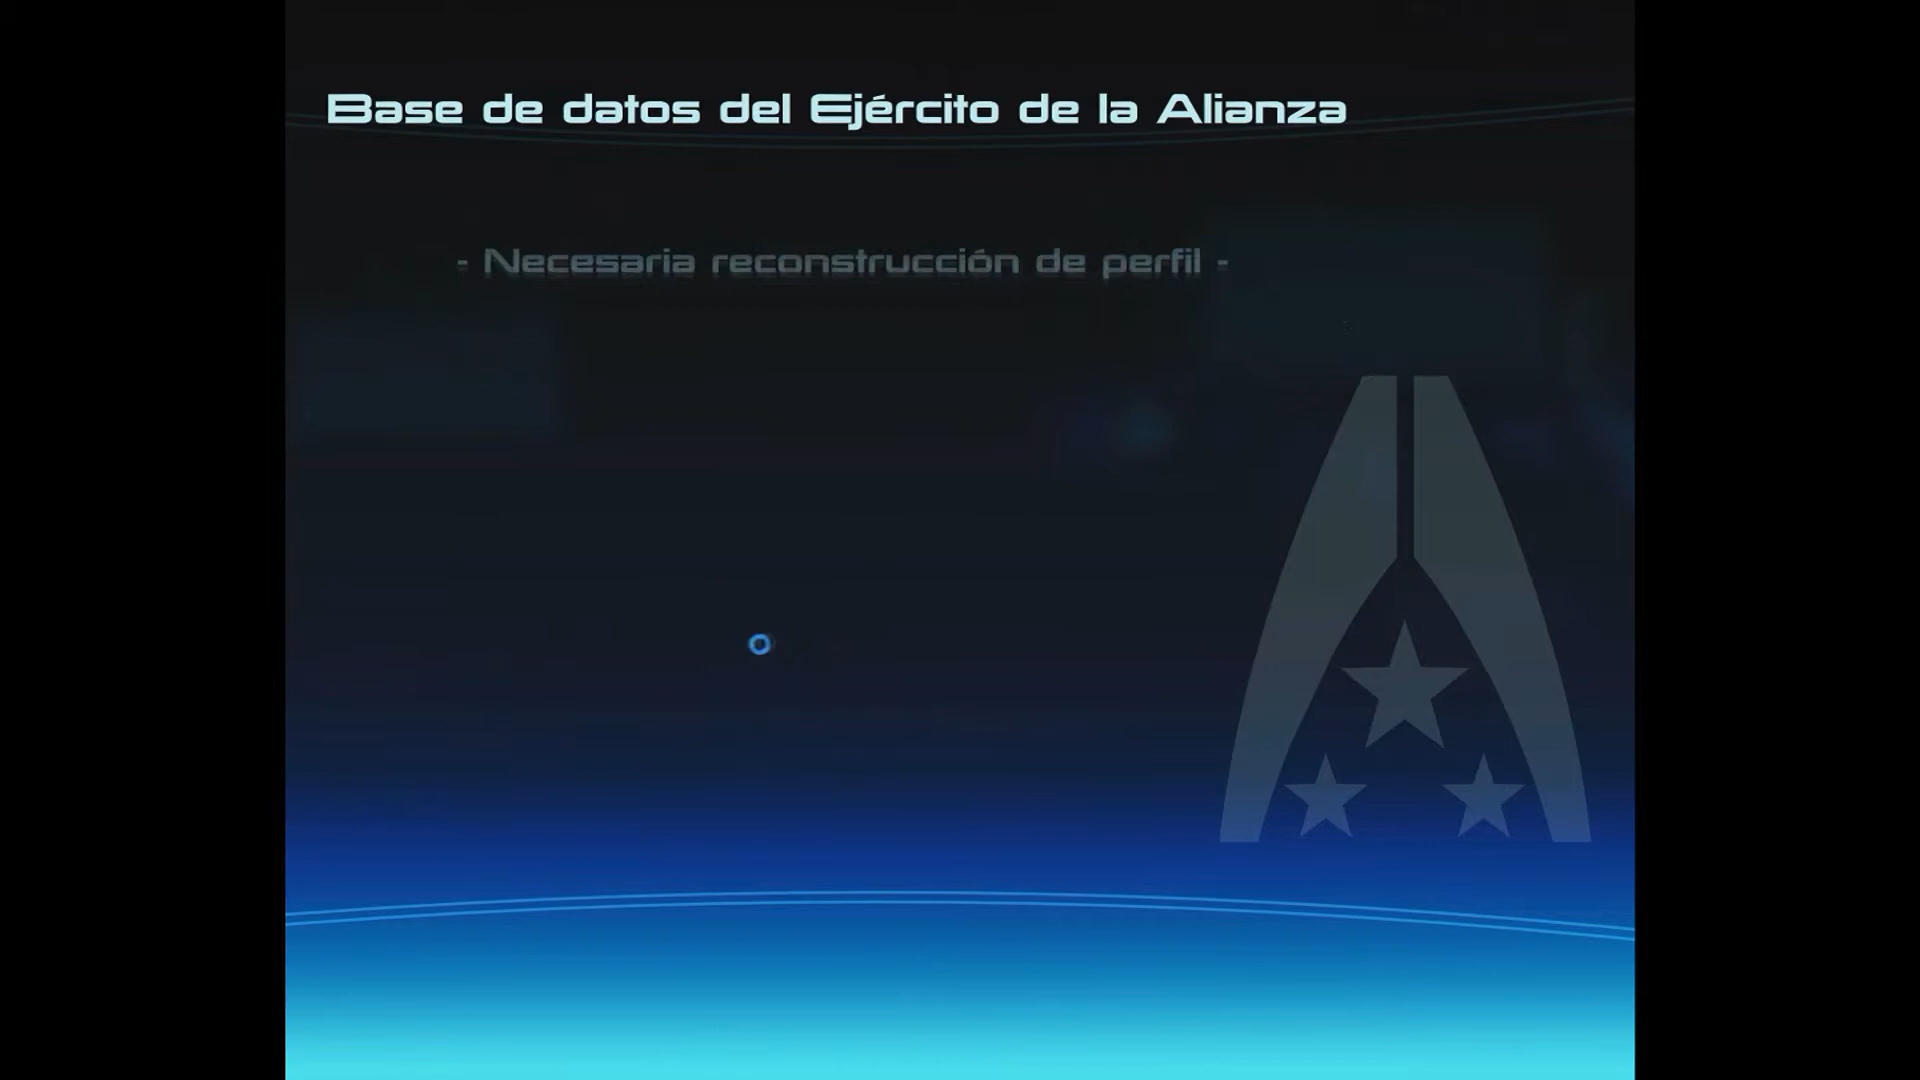 Base de datos del Ejército de la Alianza
- Necesaria reconstrucción de perfil -